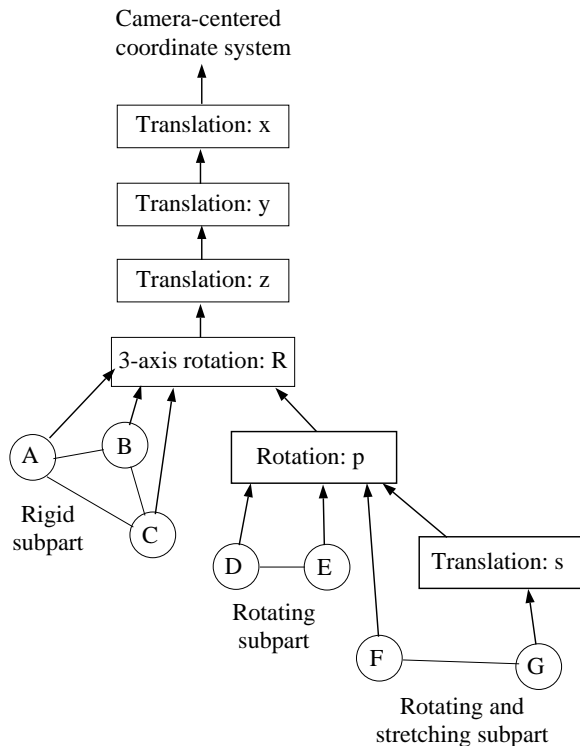 Camera-centered
coordinate system
Translation: x
Translation: y
Translation: z
3-axis rotation: R
A
B
C
Rigid
subpart
Rotation: p
D
E
Rotating
subpart
Translation: s
F
G
Rotating and
stretching subpart